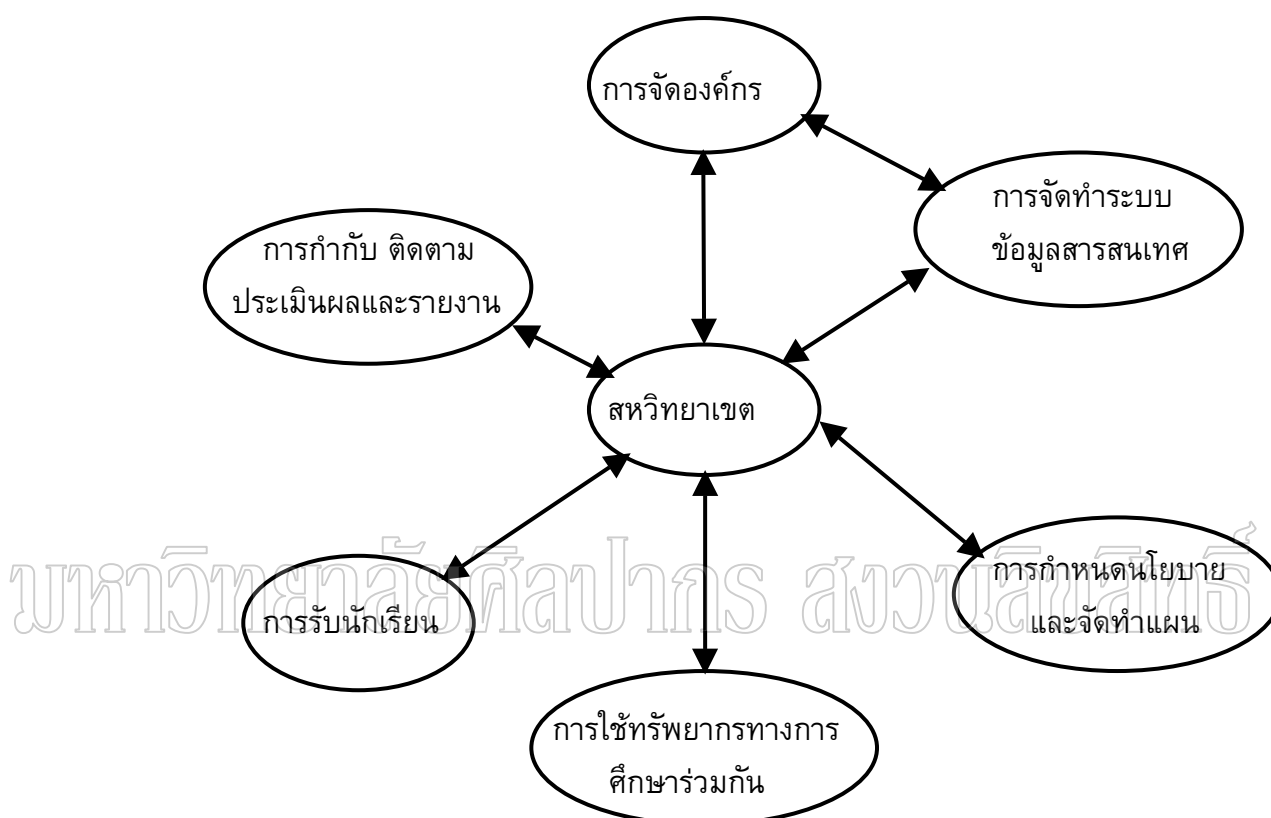 การจัดองค์กร
การจัดทำระบบ
ข้อมูลสารสนเทศ
การกำกับ ติดตาม
ประเมินผลและรายงาน
สหวิทยาเขต
การกำหนดนโยบาย
และจัดทำแผน
การรับนักเรียน
มหาวิทยาลัยศิลปากร สงวนลิขสิทธิ์
การใช้ทรัพยากรทางการ
ศึกษาร่วมกัน